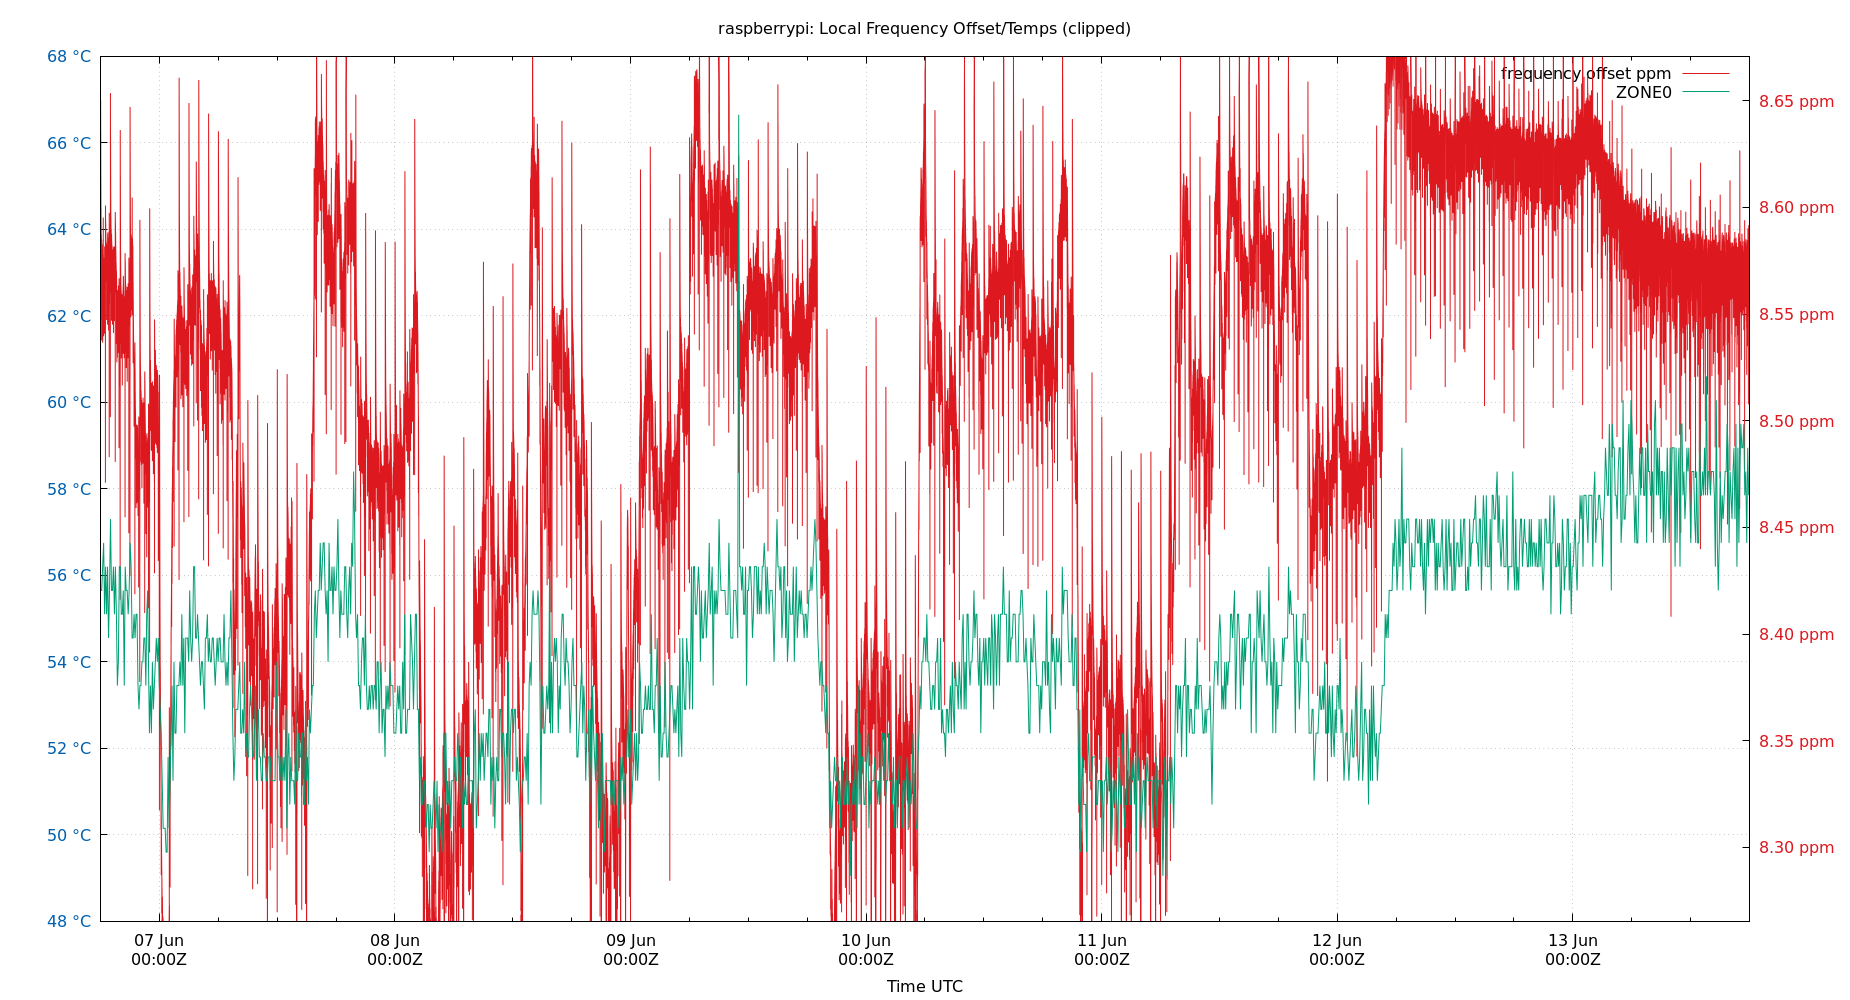 raspberrypi: Local Frequency Offset/Temps (clipped)
68 °C
66 °C
64 °C
62 °C
60 °C
58 °C
56 °C
54 °C
52 °C
50 °C
48 °C
frequency offset ppm
ZONE0
8.65 ppm
8.60 ppm
8.55 ppm
8.50 ppm
8.45 ppm
8.40 ppm
8.35 ppm
8.30 ppm
07 Jun
00:00Z
08 Jun
00:00Z
09 Jun
00:00Z
10 Jun
00:00Z
11 Jun
00:00Z
12 Jun
00:00Z
13 Jun
00:00Z
Time UTC